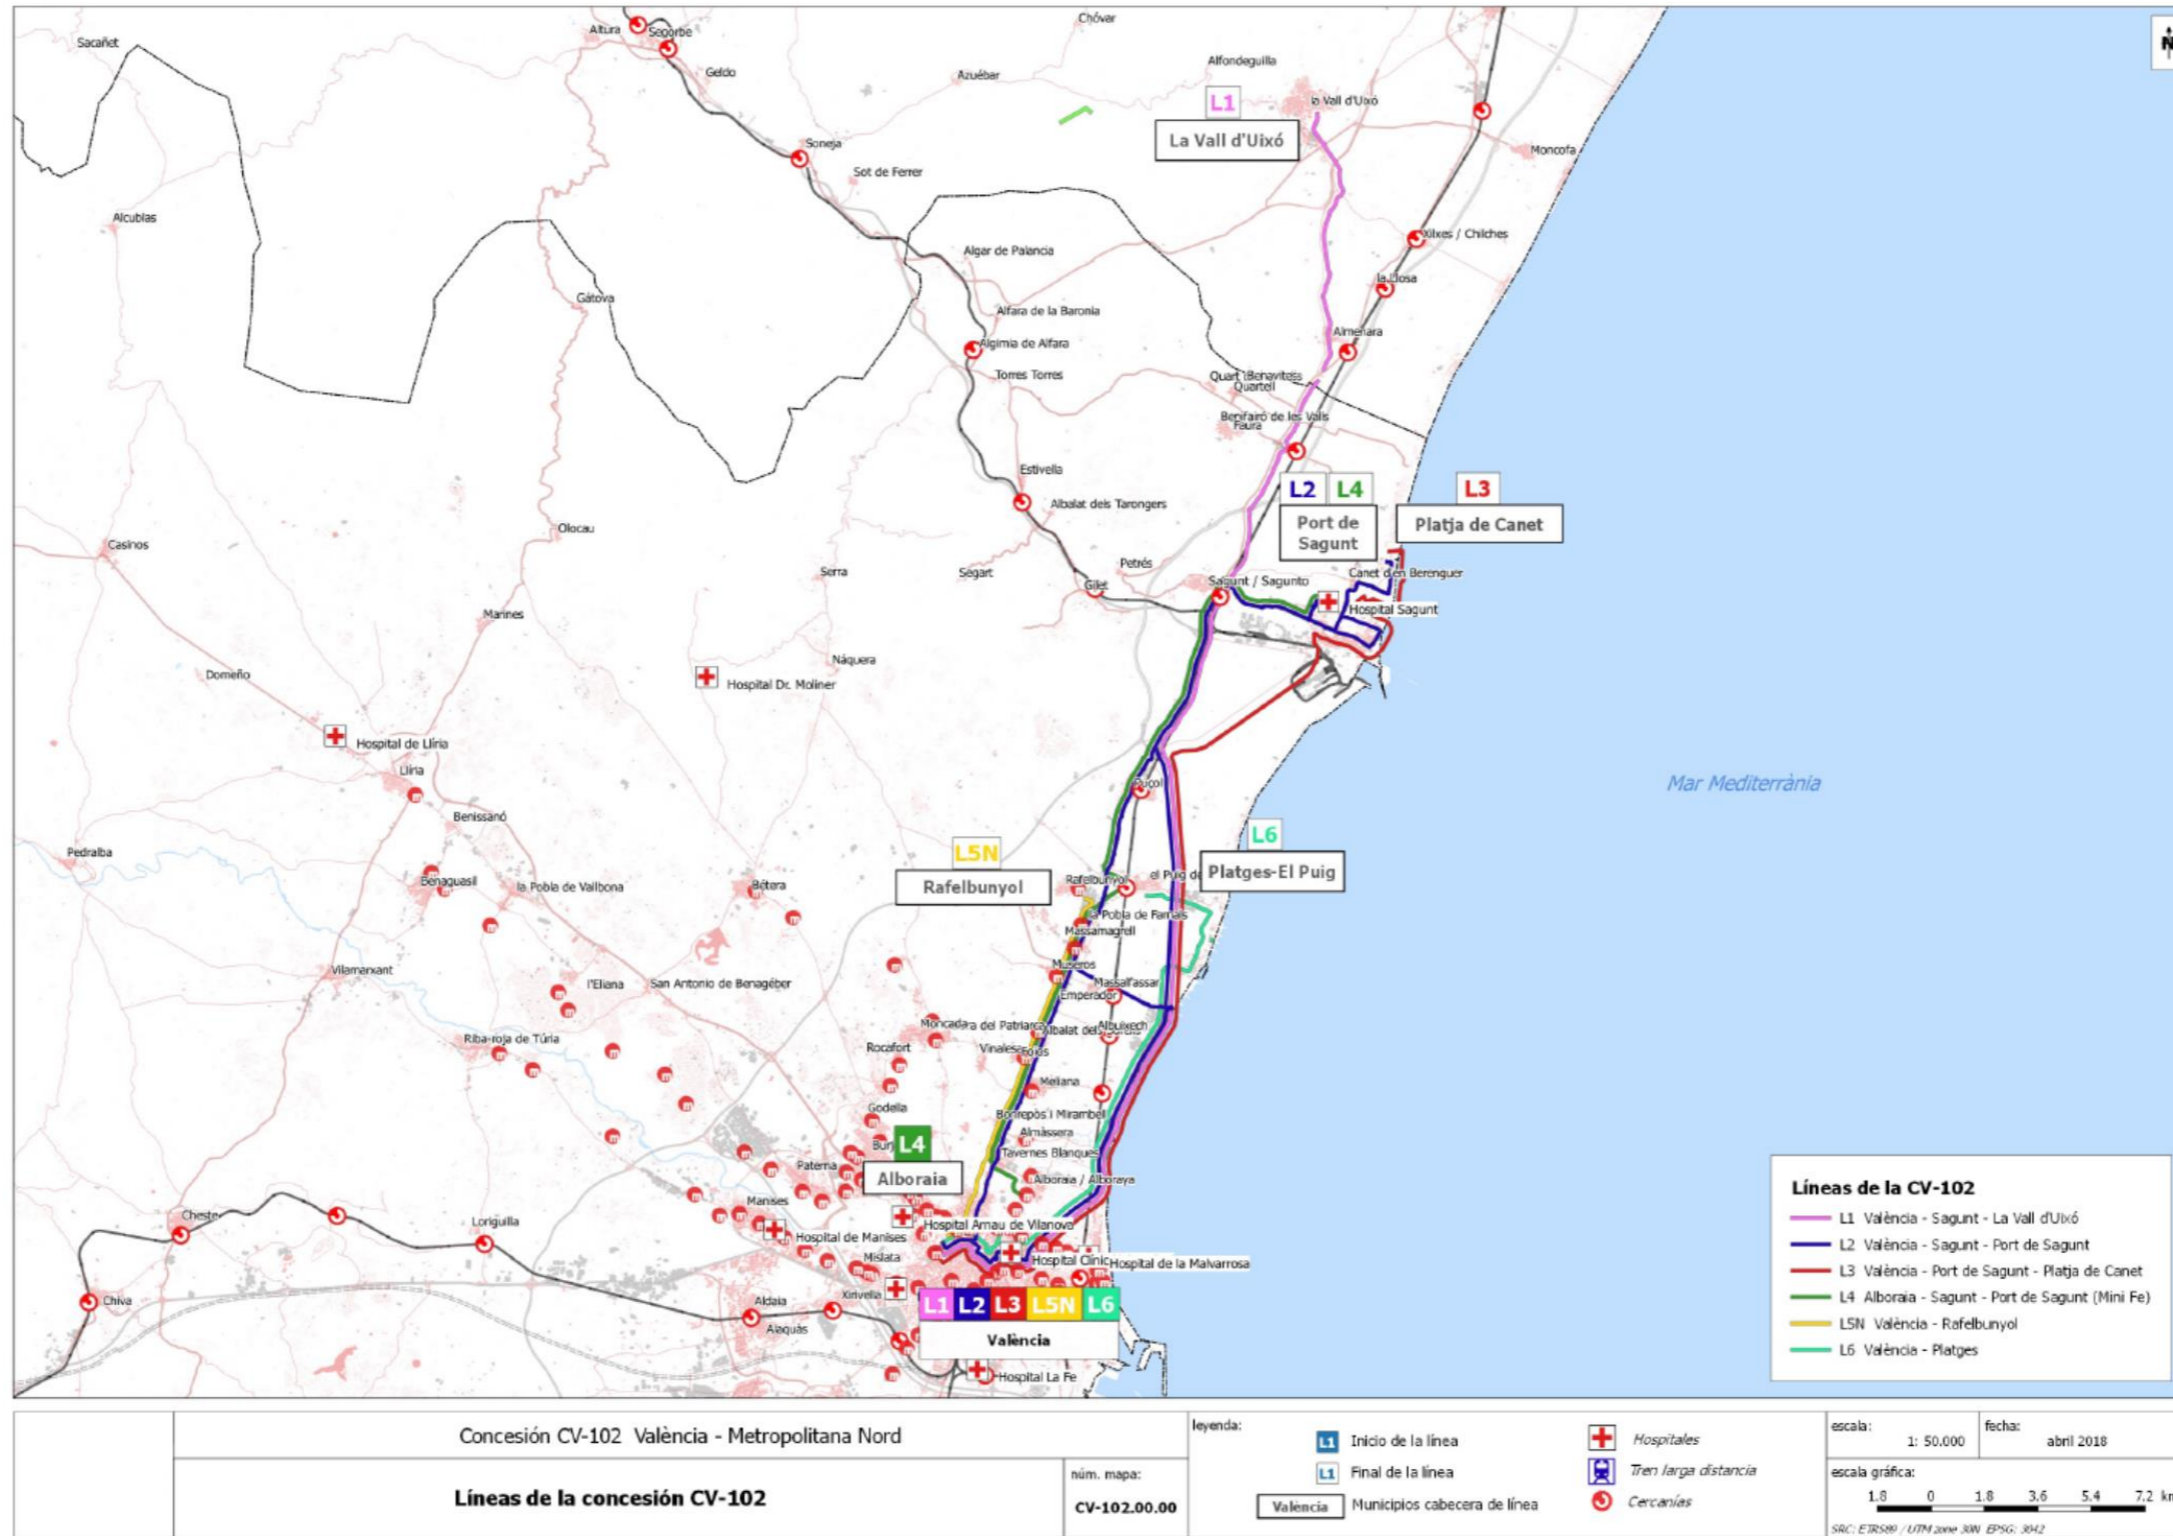 Sacañet
Altura
Segorbe
Chóvar
N
Geldo
Azuébar
Alfondeguilla
L1
la Vall d'Uixó
La Vall d'Uixó
Moncofa
Soneja
Sot de Ferrer
Alcublas
Xilxes / Chilches
Algar de Palancia
la Llosa
Gátova
Alfara de la Baronia
Almenara
Algimia de Alfara
Torres Torres
Quartell
Benifairó de les Valls
Faura
Estivella
L2 L4
L3
Albalat dels Tarongers
Port de
Sagunt
Platja de Canet
Olocau
Casinos
Petrés
Serra
Segart
Gilet
Sagunt / Sagunto
Canet d'en Berenguer
Hospital Sagunt
Marines
Náquera
Domeño
Hospital Dr. Moliner
Hospital de Llíria
Llíria
Puçol
Mar Mediterrània
Benissanó
L6
Pedralba
L5N
Platges-El Puig
Benaguasil
la Pobla de Vallbona
Bétera
Rafelbunyol
Rafelbunyol
el Puig de
la Pobla de Farnals
Massamagrell
Vilamarxant
Museros
l'Eliana
San Antonio de Benagéber
Massalfassar
Emperador
Moncada
ra del Patriarca
Albuixech
Riba-roja de Túria
Rocafort
Vinalesa
Foios
Meliana
Godella
Bonrepòs i Mirambell
Almàssera
Burj
L4
Tavernes Blanques
Paterna
Alboraia
Alboraia / Alboraya
Manises
Cheste
Loriguilla
Hospital Arnau de Vilanova
Hospital de Manises
Mislata
Hospital Clínic
Hospital de la Malvarrosa
Chiva
Aldaia
Xirivella
L1 L2 L3 L5N L6
Alaquàs
València
Hospital La Fe
Líneas de la CV-102
L1 València - Sagunt - La Vall d'Uixó
L2 València - Sagunt - Port de Sagunt
L3 València - Port de Sagunt - Platja de Canet
L4 Alboraia - Sagunt - Port de Sagunt (Mini Fe)
L5N València - Rafelbunyol
L6 València - Platges
Concesión CV-102 València - Metropolitana Nord
Líneas de la concesión CV-102
núm. mapa:
CV-102.00.00
leyenda:
L1 Inicio de la línea
L1 Final de la línea
València Municipios cabecera de línea
Hospitales
Tren larga distancia
Cercanías
escala:
1: 50.000
fecha:
abril 2018
escala gráfica:
1.8 0 1.8 3.6 5.4 7.2 km
SRC: ETRS89 / UTM zone 30N EPSG: 3042